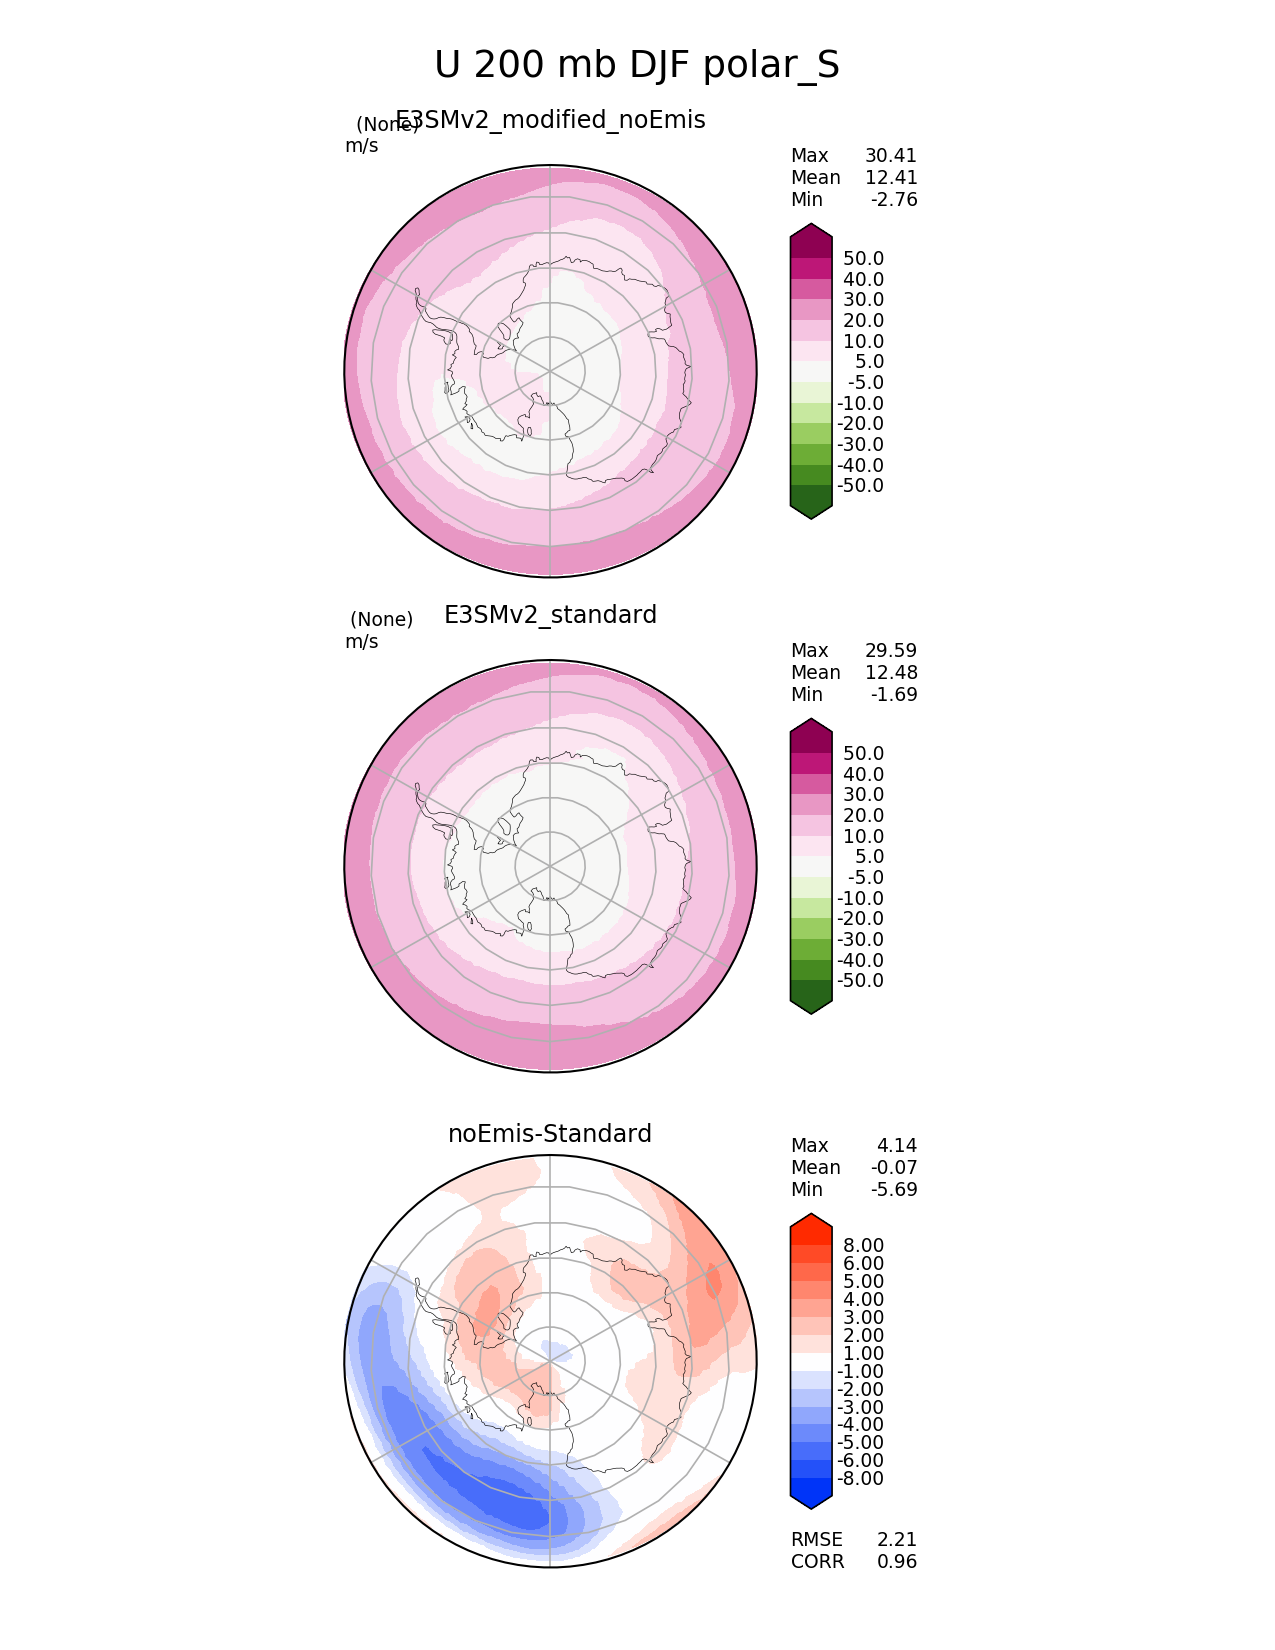 U 200 mb DJF polar_S
(None)
E3SMv2_modified_noEmis
m/s
Max 30.41
Mean 12.41
Min -2.76
50.0
40.0
30.0
20.0
10.0
5.0
-5.0
-10.0
-20.0
-30.0
-40.0
-50.0
(None)
E3SMv2_standard
m/s
Max 29.59
Mean 12.48
Min -1.69
50.0
40.0
30.0
20.0
10.0
5.0
-5.0
-10.0
-20.0
-30.0
-40.0
-50.0
noEmis-Standard
Max 4.14
Mean -0.07
Min -5.69
8.00
6.00
5.00
4.00
3.00
2.00
1.00
-1.00
-2.00
-3.00
-4.00
-5.00
-6.00
-8.00
RMSE 2.21
CORR 0.96